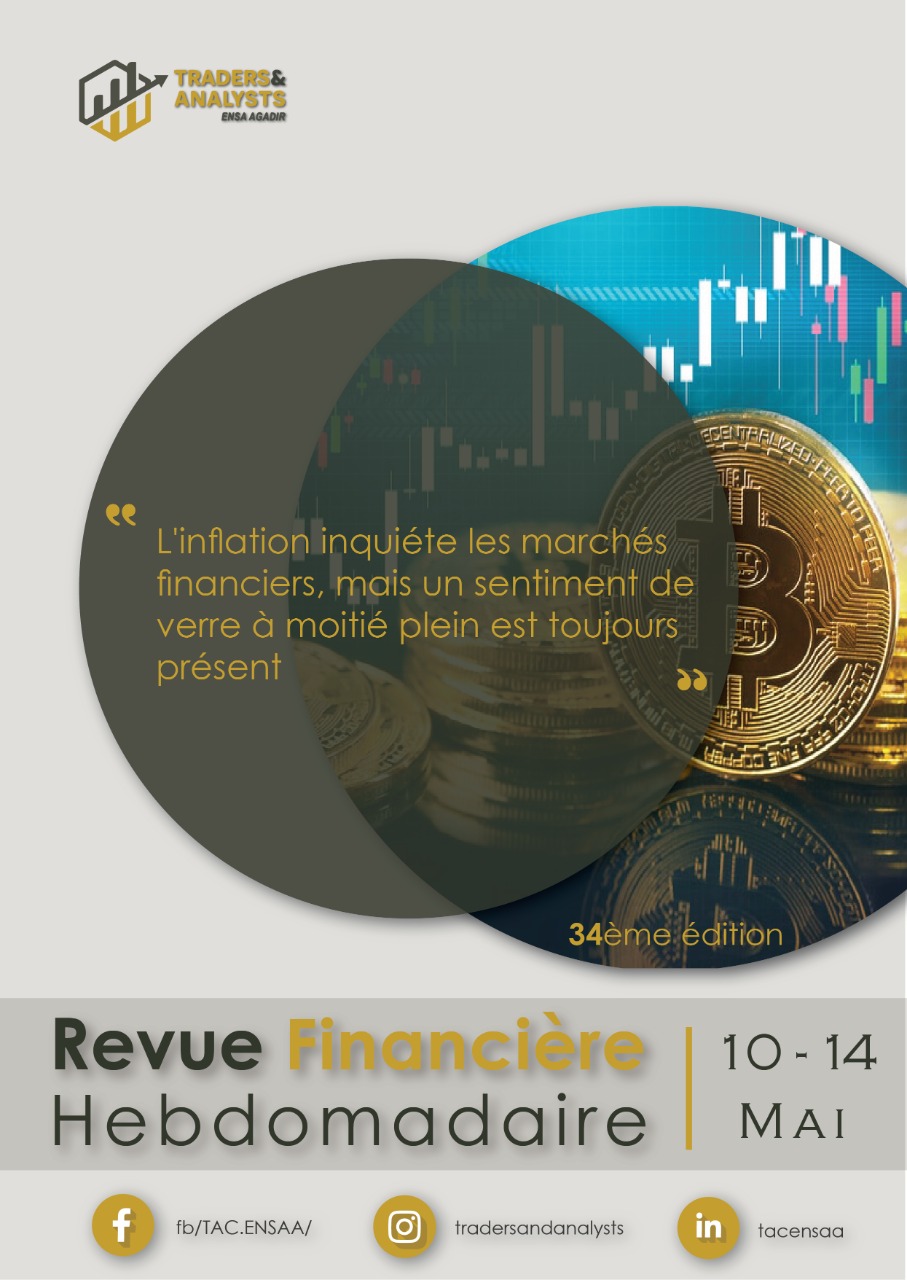 TRADERS&
ANALYSTS
ENSA AGADIR
“
L'inflation inquiéte les marchés
financiers, mais un sentiment de
verre à moitié plein est toujours
présent
”
34ème édition
Revue Financière
Hebdomadaire
10 - 14
MAI
fb/TAC.ENSAA/
tradersandanalysts
in
tacensaa